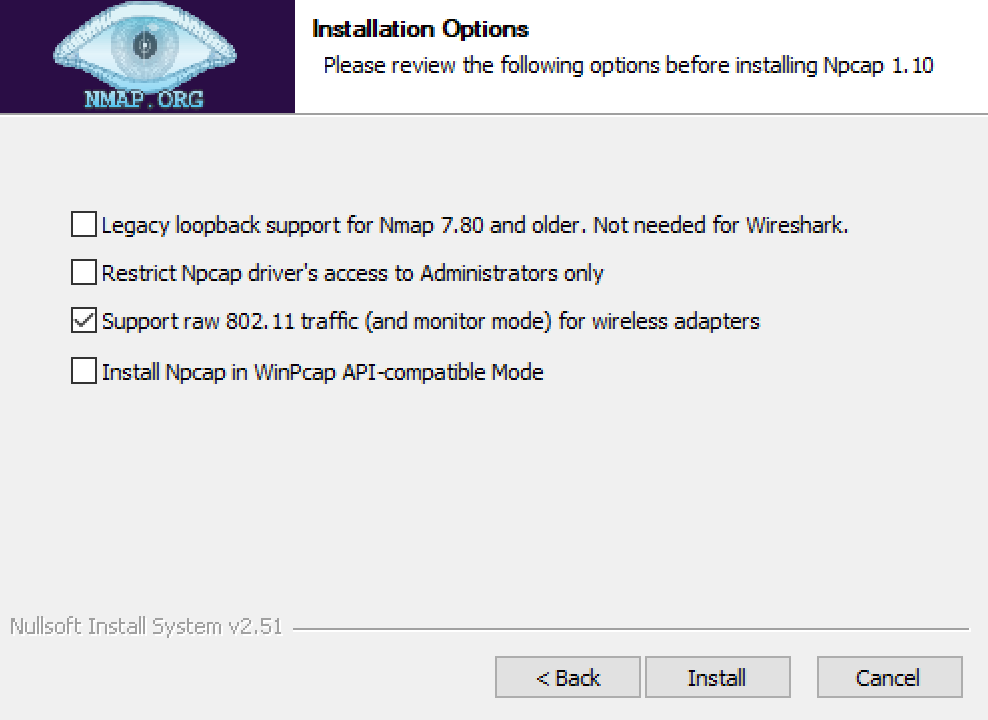 NMAP.ORG
Installation Options
Please review the following options before installing Npcap 1.10
Legacy loopback support for Nmap 7.80 and older. Not needed for Wireshark.
Restrict Npcap driver's access to Administrators only
Support raw 802.11 traffic (and monitor mode) for wireless adapters
Install Npcap in WinPcap API-compatible Mode
Nullsoft Install System v2.51
< Back
Install
Cancel